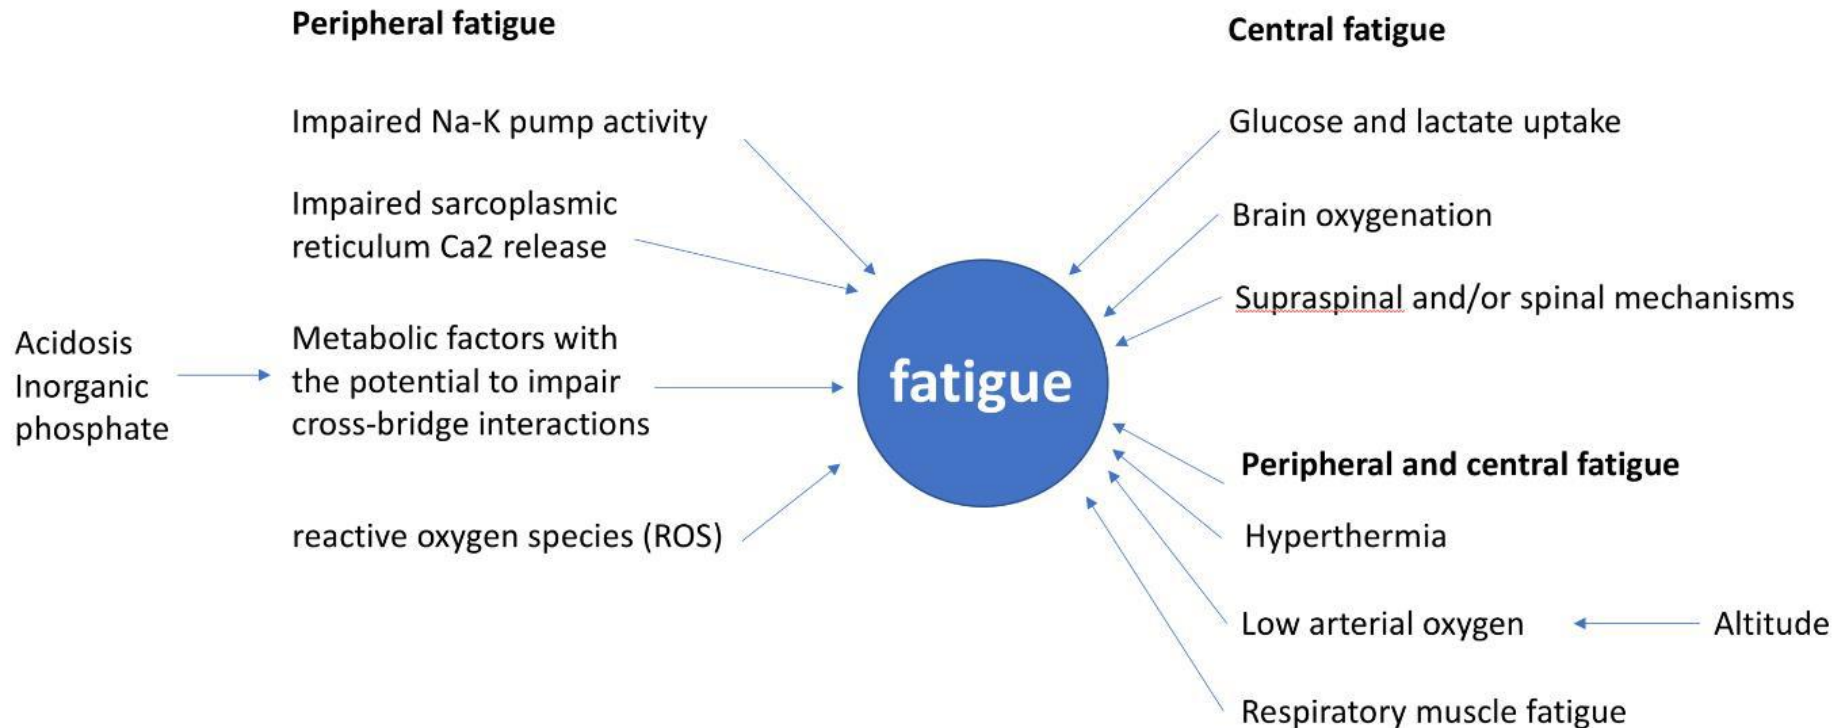 Peripheral fatigue
Central fatigue
Impaired Na-K pump activity
Glucose and lactate uptake
Impaired sarcoplasmic
reticulum Ca2 release
Brain oxygenation
Supraspinal and/or spinal mechanisms
Acidosis
Inorganic
phosphate
Metabolic factors with
the potential to impair
cross-bridge interactions
fatigue
Peripheral and central fatigue
reactive oxygen species (ROS)
Hyperthermia
Low arterial oxygen
Altitude
Respiratory muscle fatigue